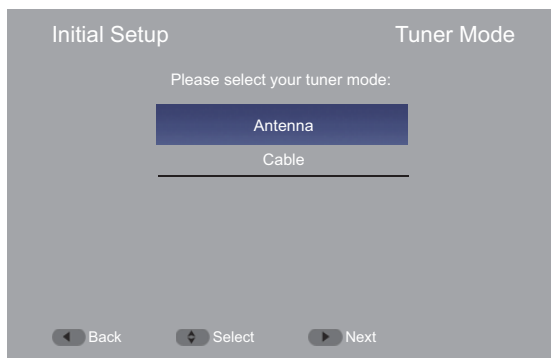 Initial Setup Tuner Mode
Please select your tuner mode:
Antenna
Cable
Back Select Next